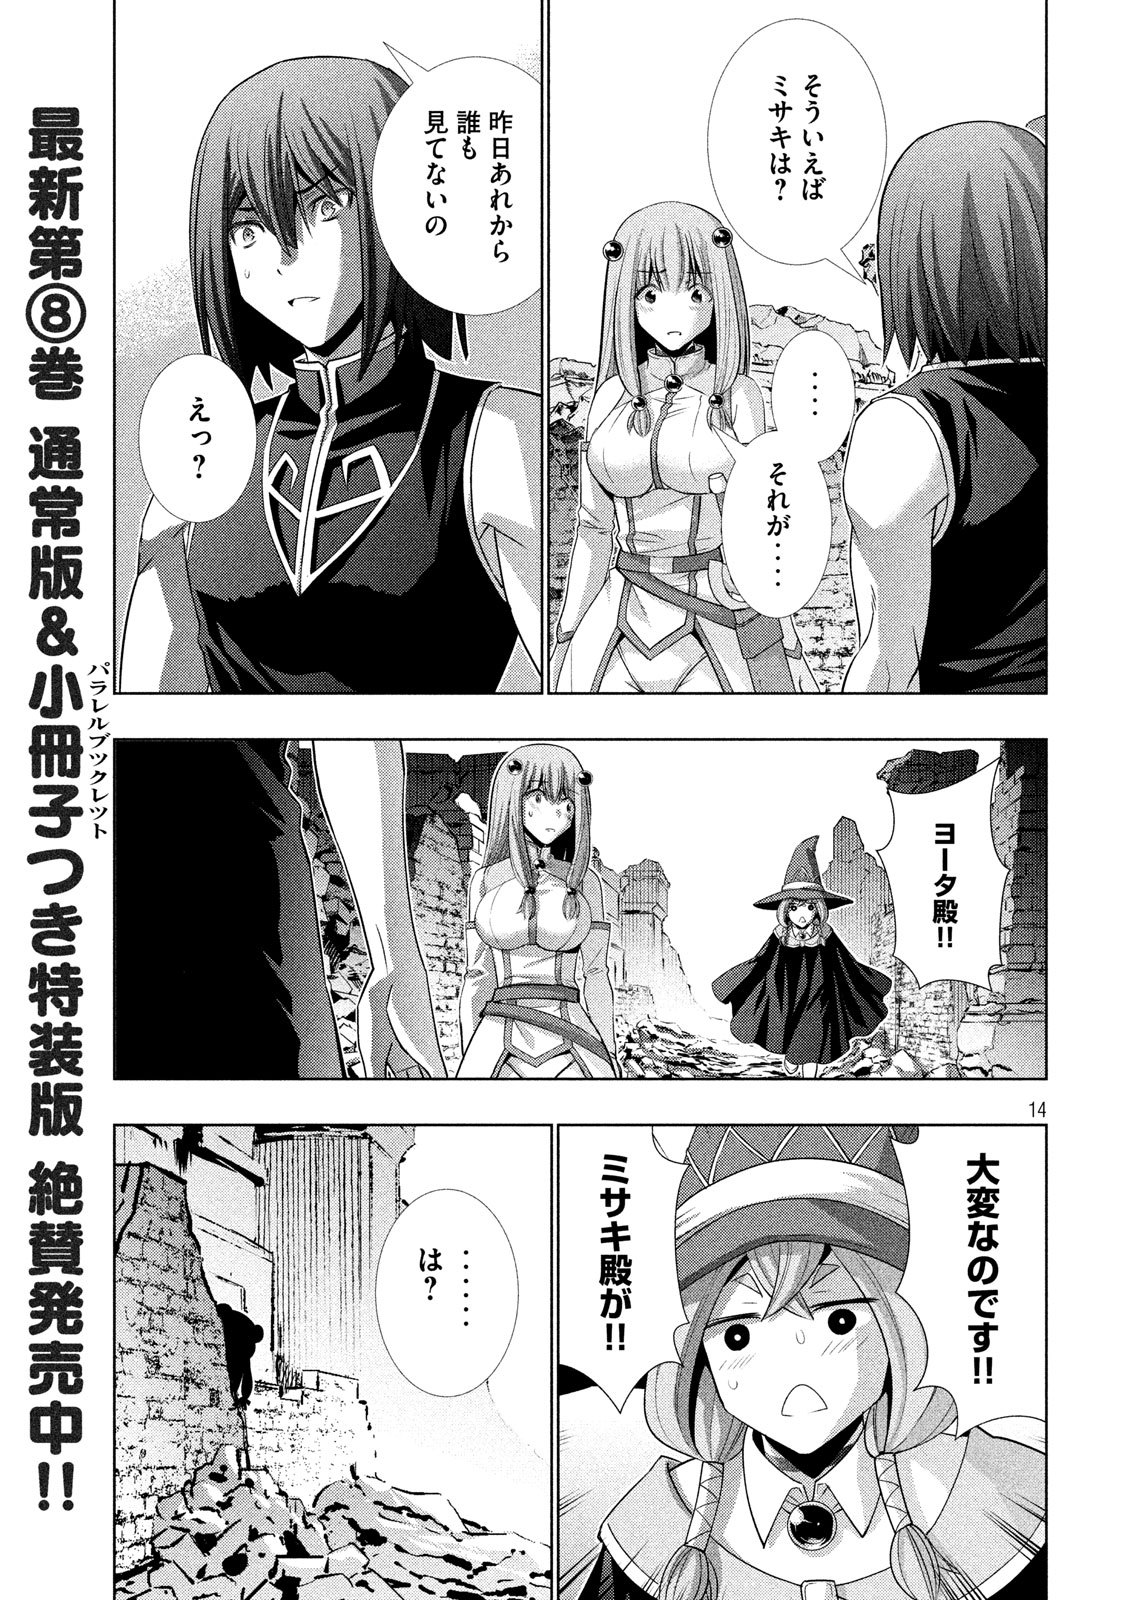 そういえば
ミサキは?
・・・・
それが・・・・・
昨日あれから
誰も
見てないの
えっ?
ヨータ殿!!
14
大変なのです!!
ミサキ殿が!!
・・・・・・
は?
最新第⑧巻 通常版&小冊子つき特装版 絶賛発売中!!
パラレルブックレット